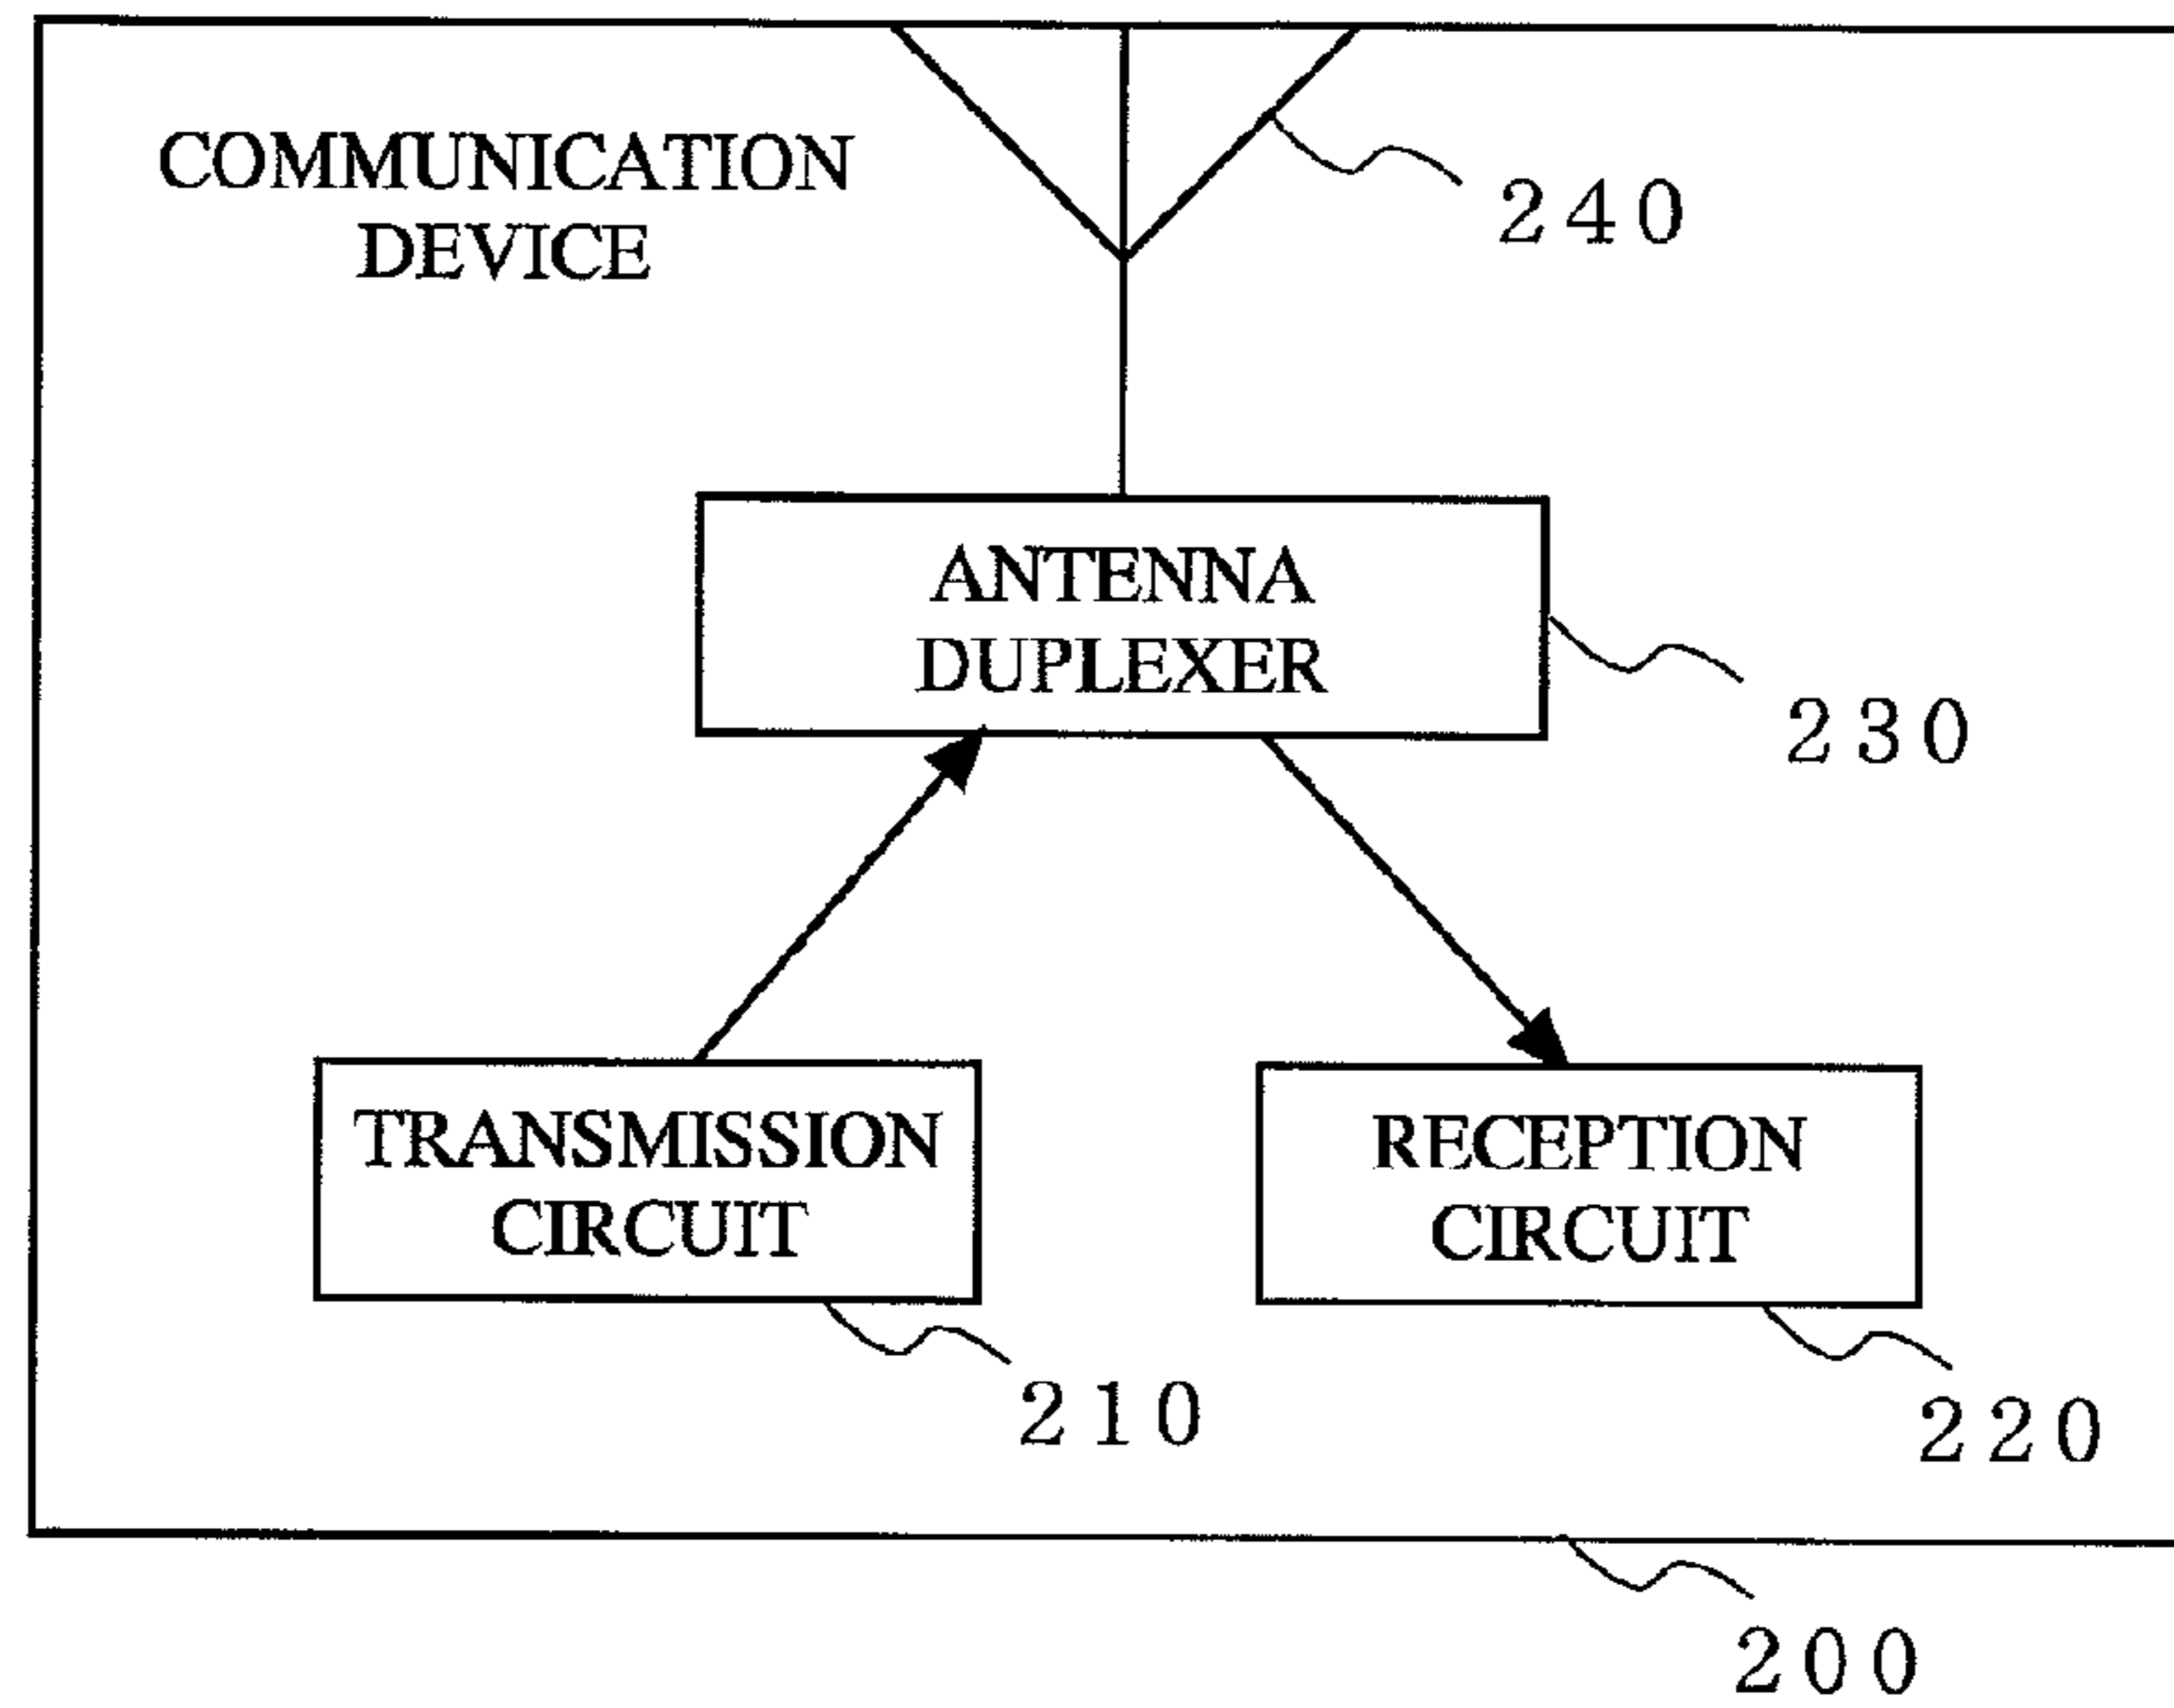 COMMUNICATION
DEVICE
240
ANTENNA
DUPLEXER
230
TRANSMISSION
CIRCUIT
RECEPTION
CIRCUIT
210
220
200